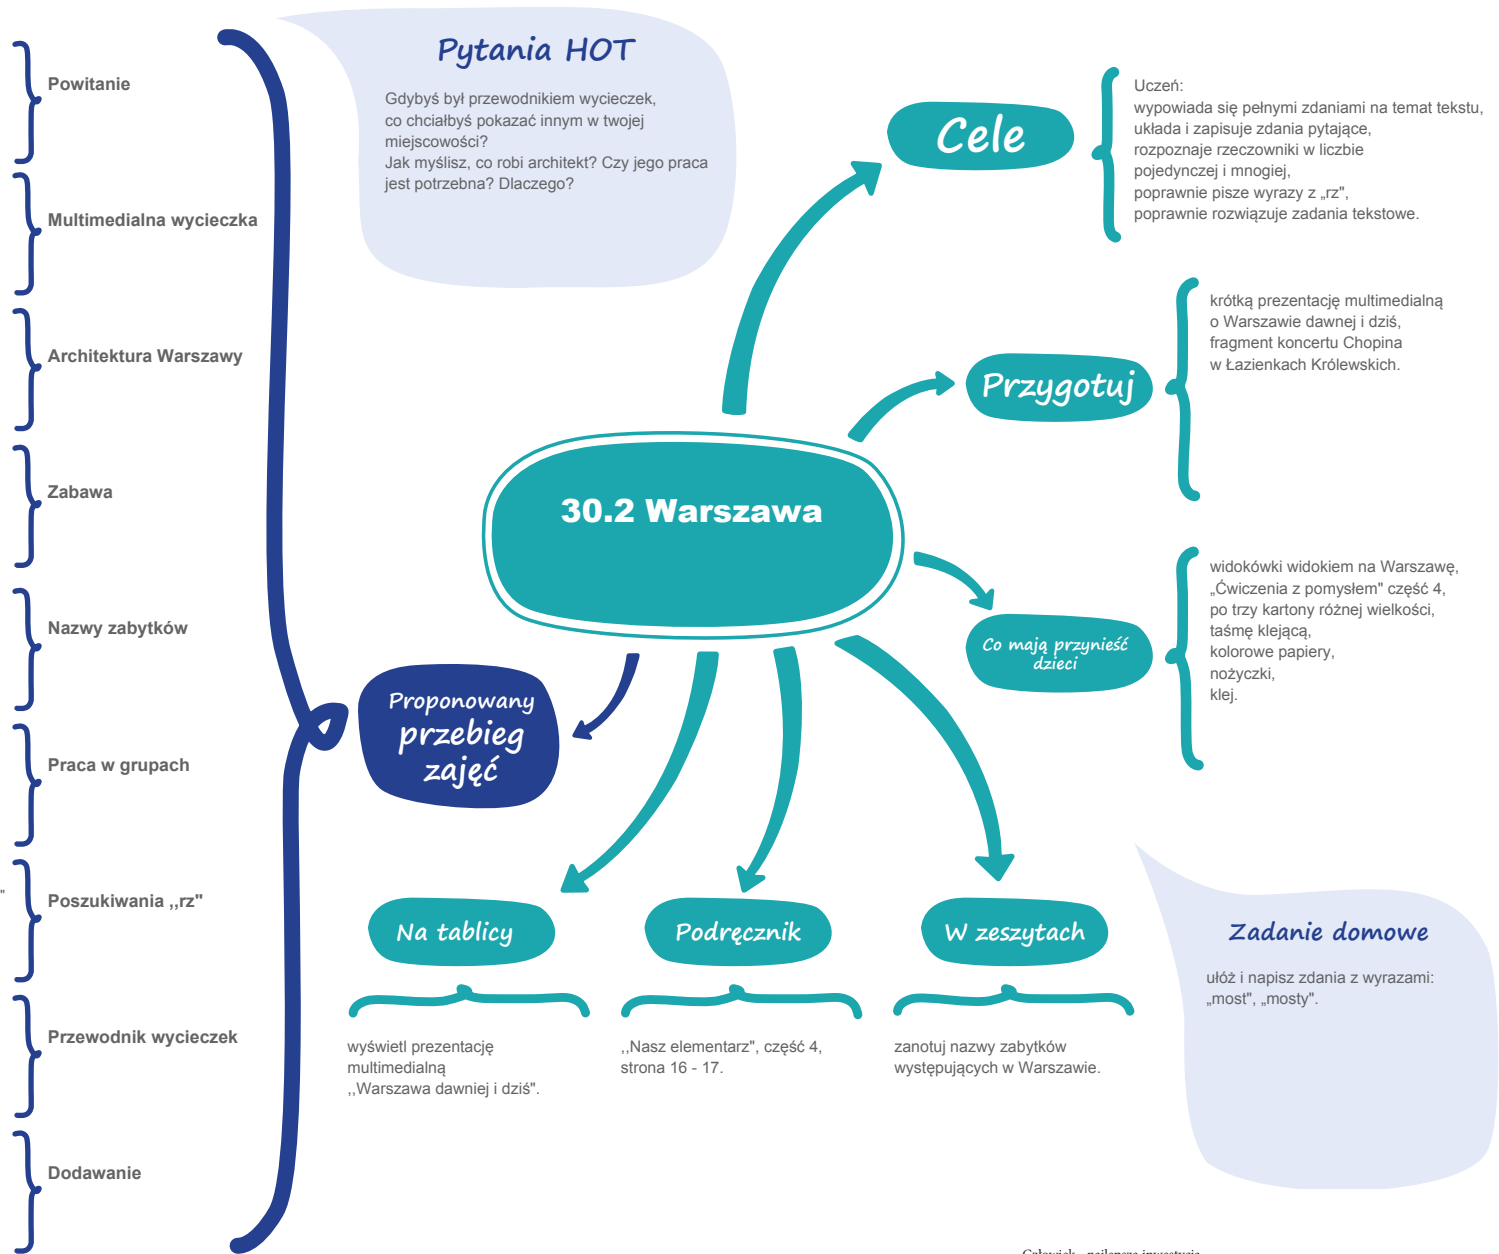 Powitanie
Multimedialna wycieczka
Architektura Warszawy
Zabawa
Nazwy zabytków
Praca w grupach
"
Poszukiwania ,,rz"
Przewodnik wycieczek
Dodawanie
Pytania HOT
Gdybyś był przewodnikiem wycieczek,
co chciałbyś pokazać innym w twojej
miejscowości?
Jak myślisz, co robi architekt? Czy jego praca
jest potrzebna? Dlaczego?
Cele
Uczeń:
wypowiada się pełnymi zdaniami na temat tekstu,
układa i zapisuje zdania pytające,
rozpoznaje rzeczowniki w liczbie
pojedynczej i mnogiej,
poprawnie pisze wyrazy z „rz",
poprawnie rozwiązuje zadania tekstowe.
Przygotuj
krótką prezentację multimedialną
o Warszawie dawnej i dziś,
fragment koncertu Chopina
w Łazienkach Królewskich.
30.2 Warszawa
Co mają przynieść
dzieci
widokówki widokiem na Warszawę,
„Ćwiczenia z pomysłem" część 4,
po trzy kartony różnej wielkości,
taśmę klejącą,
kolorowe papiery,
nożyczki,
klej.
Proponowany
przebieg
zajęć
Na tablicy
wyświetl prezentację
multimedialną
,,Warszawa dawniej i dziś".
Podręcznik
,,Nasz elementarz", część 4,
strona 16 - 17.
W zeszytach
zanotuj nazwy zabytków
występujących w Warszawie.
Zadanie domowe
ułóż i napisz zdania z wyrazami:
„most", „mosty".